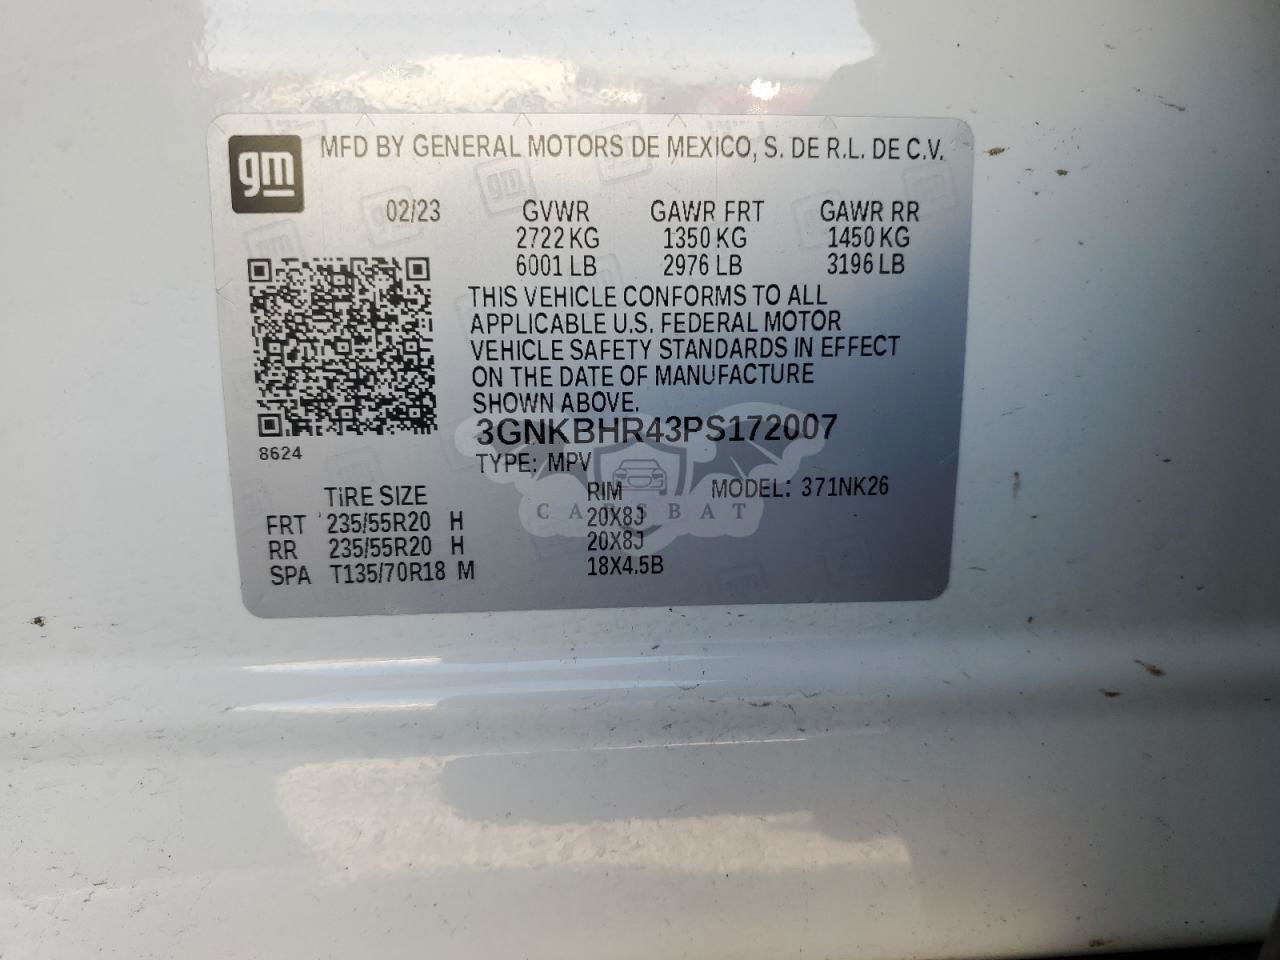 gm
MFD BY GENERAL MOTORS DE MEXICO, S. DE R.L. DE C.V.
02/23 GVWR GAWR FRT GAWR RR
2722 KG 1350 KG 1450 KG
6001 LB 2976 LB 3196 LB
THIS VEHICLE CONFORMS TO ALL
APPLICABLE U.S. FEDERAL MOTOR
VEHICLE SAFETY STANDARDS IN EFFECT
ON THE DATE OF MANUFACTURE
SHOWN ABOVE.
3GNKBHR43PS172007
8624
TYPE: MPV
TIRE SIZE RIM MODEL: 371NK26
FRT 235/55R20 H 20X8J
RR 235/55R20 H 20X8J
SPA T135/70R18 M 18X4.5B
CARSBAT